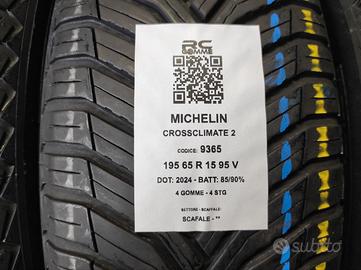 RC
GOMME
MICHELIN
CROSSCLIMATE 2
CODICE: 9365
195 65 R 15 95 V
DOT: 2024 - BATT: 85/90%
4 GOMME - 4 STG
SETTORE - SCAFFALE:
SCAFALE - **
subito